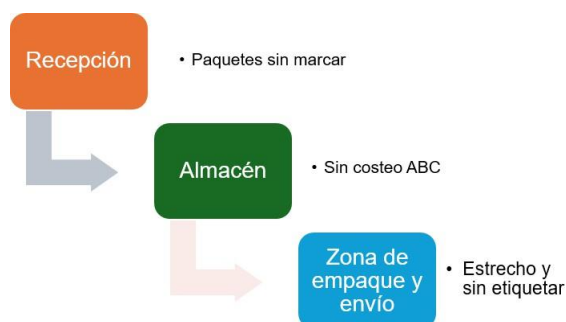 Recepción
• Paquetes sin marcar
Almacén
• Sin costeo ABC
Zona de
empaque y
envío
• Estrecho y
sin etiquetar